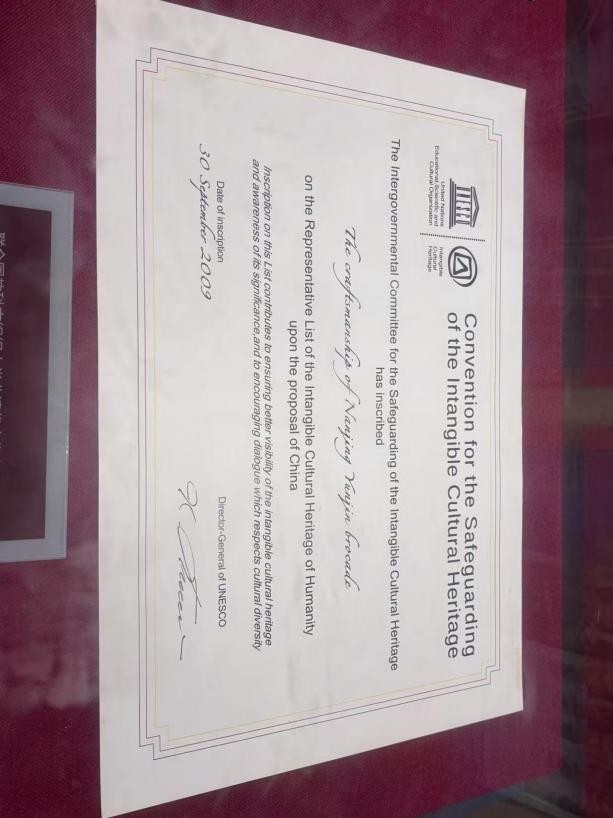 UNESCO
United Nations
Educational, Scientific and
Cultural Organization
Intangible
Cultural
Heritage
Convention for the Safeguarding
of the Intangible Cultural Heritage
The Intergovernmental Committee for the Safeguarding of the Intangible Cultural Heritage
has inscribed
The craftsmanship of Nanjing Yunjin brocade
on the Representative List of the Intangible Cultural Heritage of Humanity
upon the proposal of China
Inscription on this List contributes to ensuring better visibility of the intangible cultural heritage
and awareness of its significance,and to encouraging dialogue which respects cultural diversity
Date of inscription
30 September 2009
Director-General of UNESCO